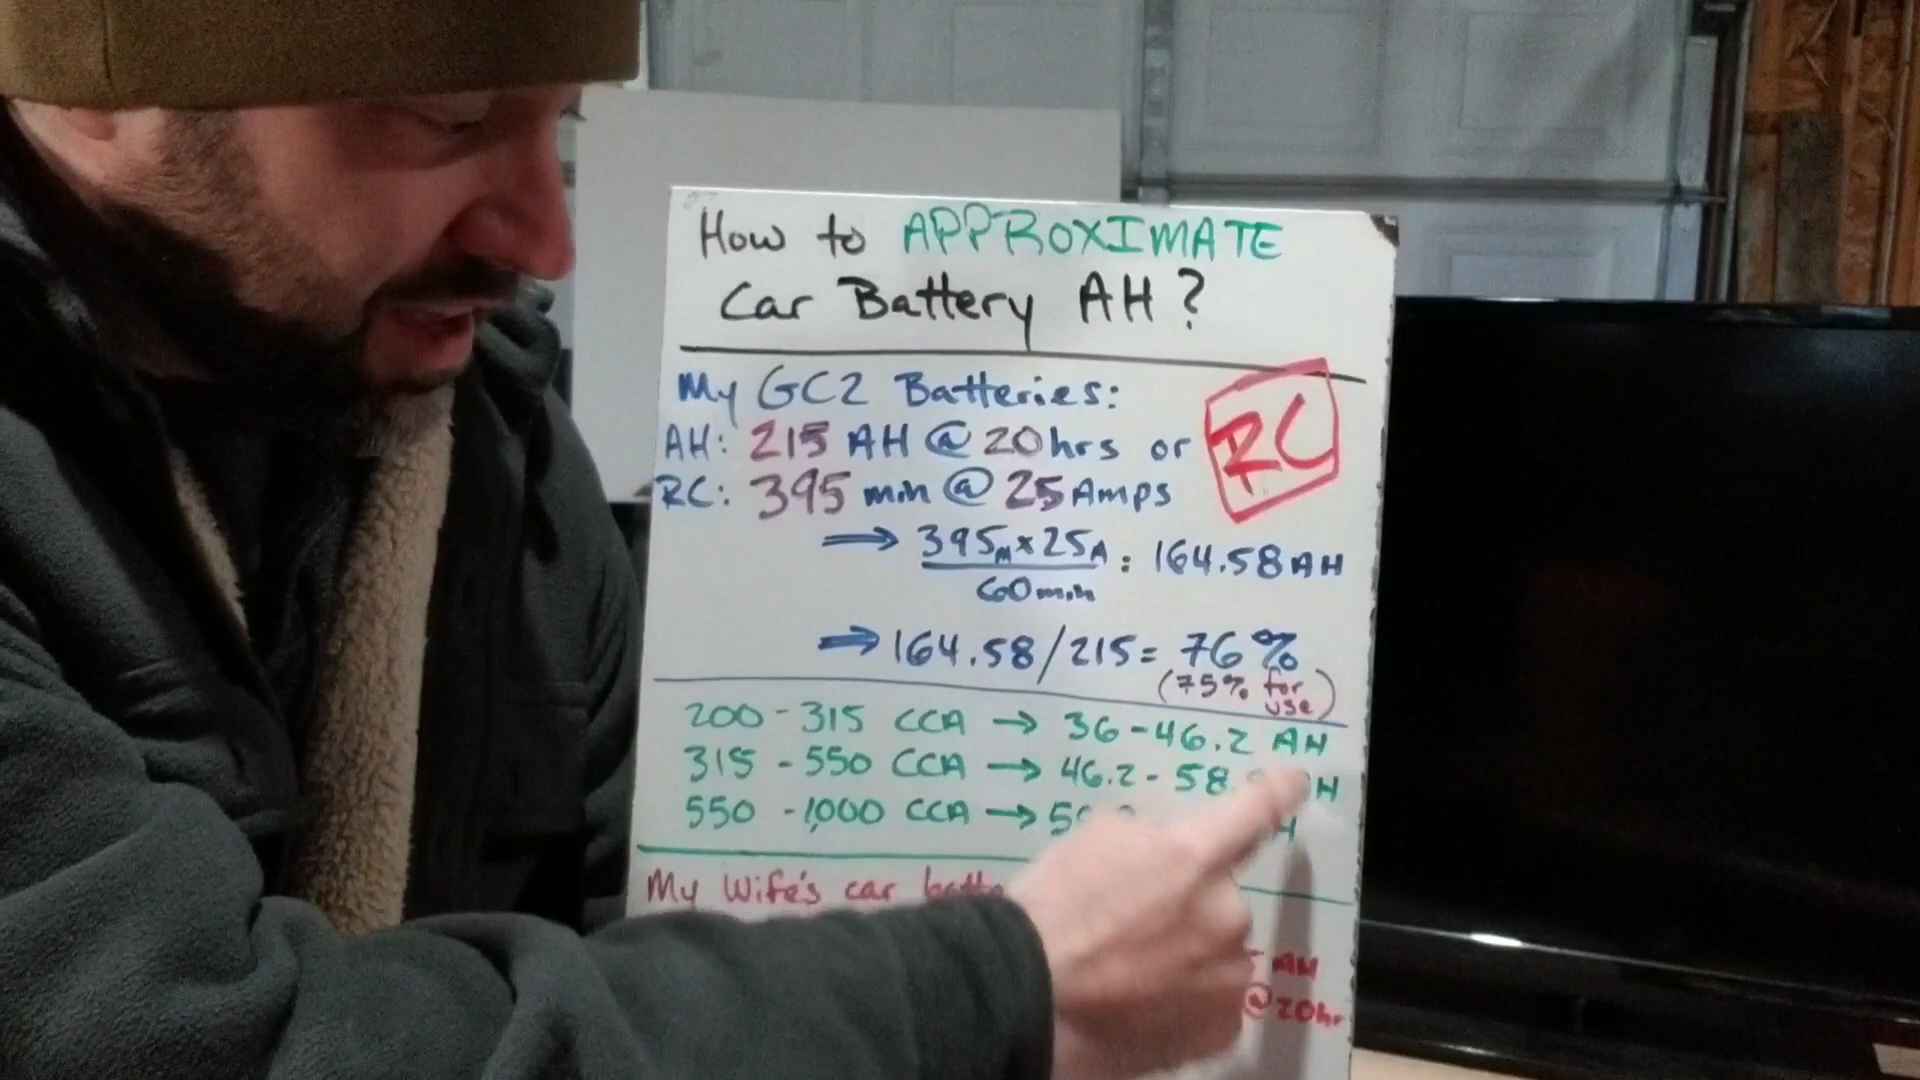 How to APPROXIMATE
Car Battery AH?
My GC2 Batteries:
AH: 215 AH @ 20hrs or
RC
RC: 395 min @ 25 Amps
⇒ 395M x 25A : 164.58 AH
60 min
⇒ 164.58/215 = 76%
(75% for
use)
200 - 315 CCA → 36 - 46.2 AH
315 - 550 CCA → 46.2 - 58. H
550 - 1,000 CCA →
My Wife's car
AH
@20hr